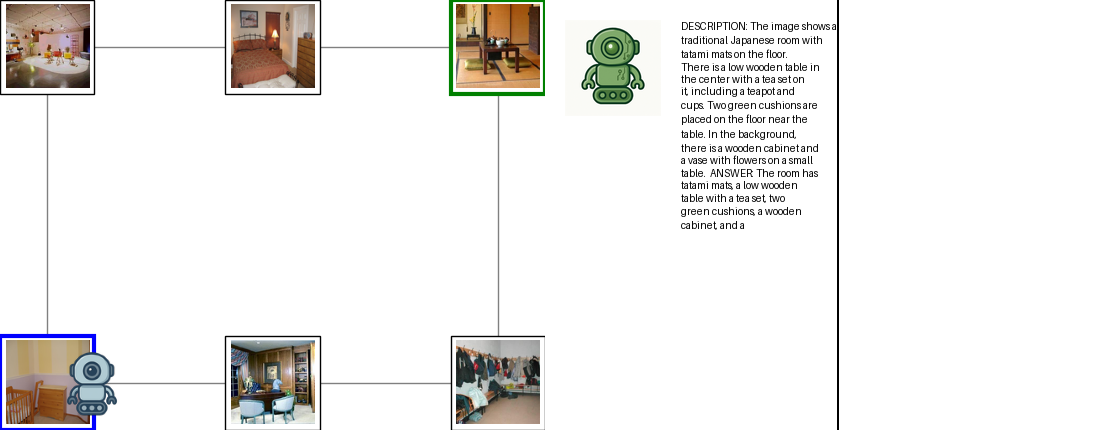 DESCRIPTION: The image shows a
traditional Japanese room with
tatami mats on the floor.
There is a low wooden table in
the center with a tea set on
it, including a teapot and
cups. Two green cushions are
placed on the floor near the
table. In the background,
there is a wooden cabinet and
a vase with flowers on a small
table. ANSWER: The room has
tatami mats, a low wooden
table with a tea set, two
green cushions, a wooden
cabinet, and a